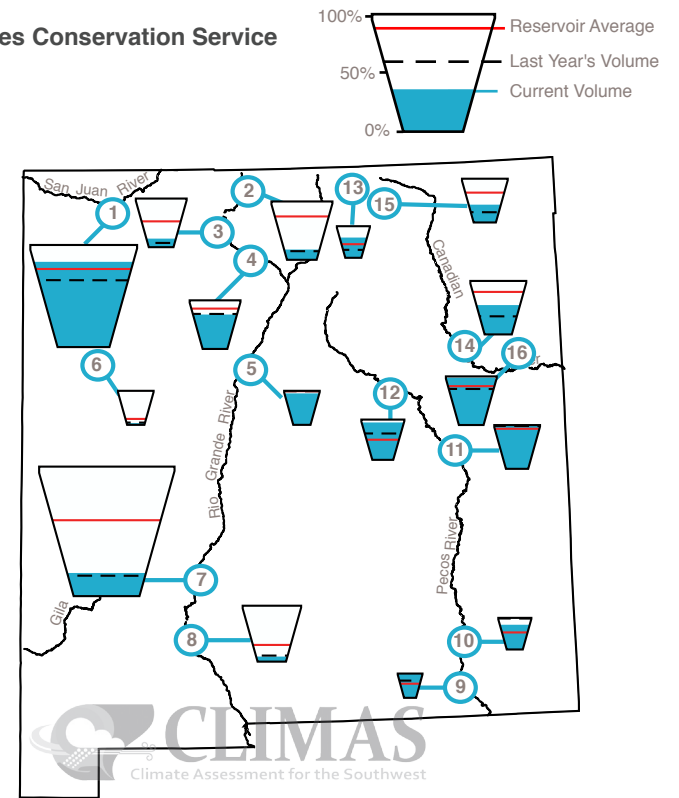 es Conservation Service
100%
50%
0%
Reservoir Average
Last Year's Volume
Current Volume
San Juan River
1
2
3
4
13
15
Canadian
14
16
er
6
5
12
11
Rio Grande River
Pecos River
7
Gila
8
10
9
CLIMAS
Climate Assessment for the Southwest